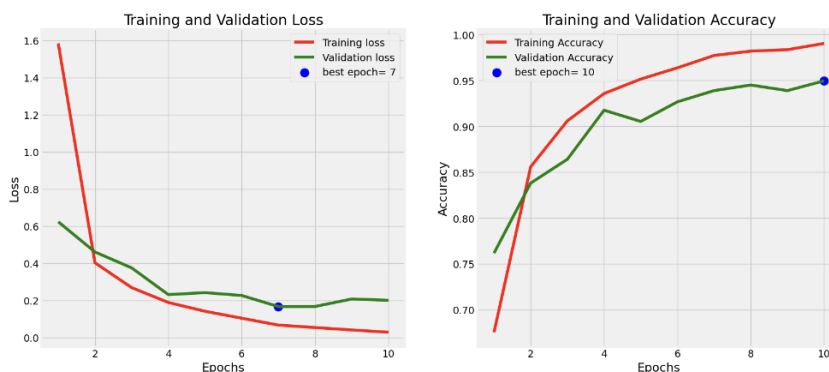 Training and Validation Loss
1.6
1.4
1.2
1.0
0.8
0.6
0.4
0.2
0.0
Loss
Training loss
Validation loss
best epoch= 7
2 4 6 8 10
Epochs
Training and Validation Accuracy
1.00
0.95
0.90
0.85
0.80
0.75
0.70
Accuracy
Training Accuracy
Validation Accuracy
best epoch= 10
2 4 6 8 10
Epochs